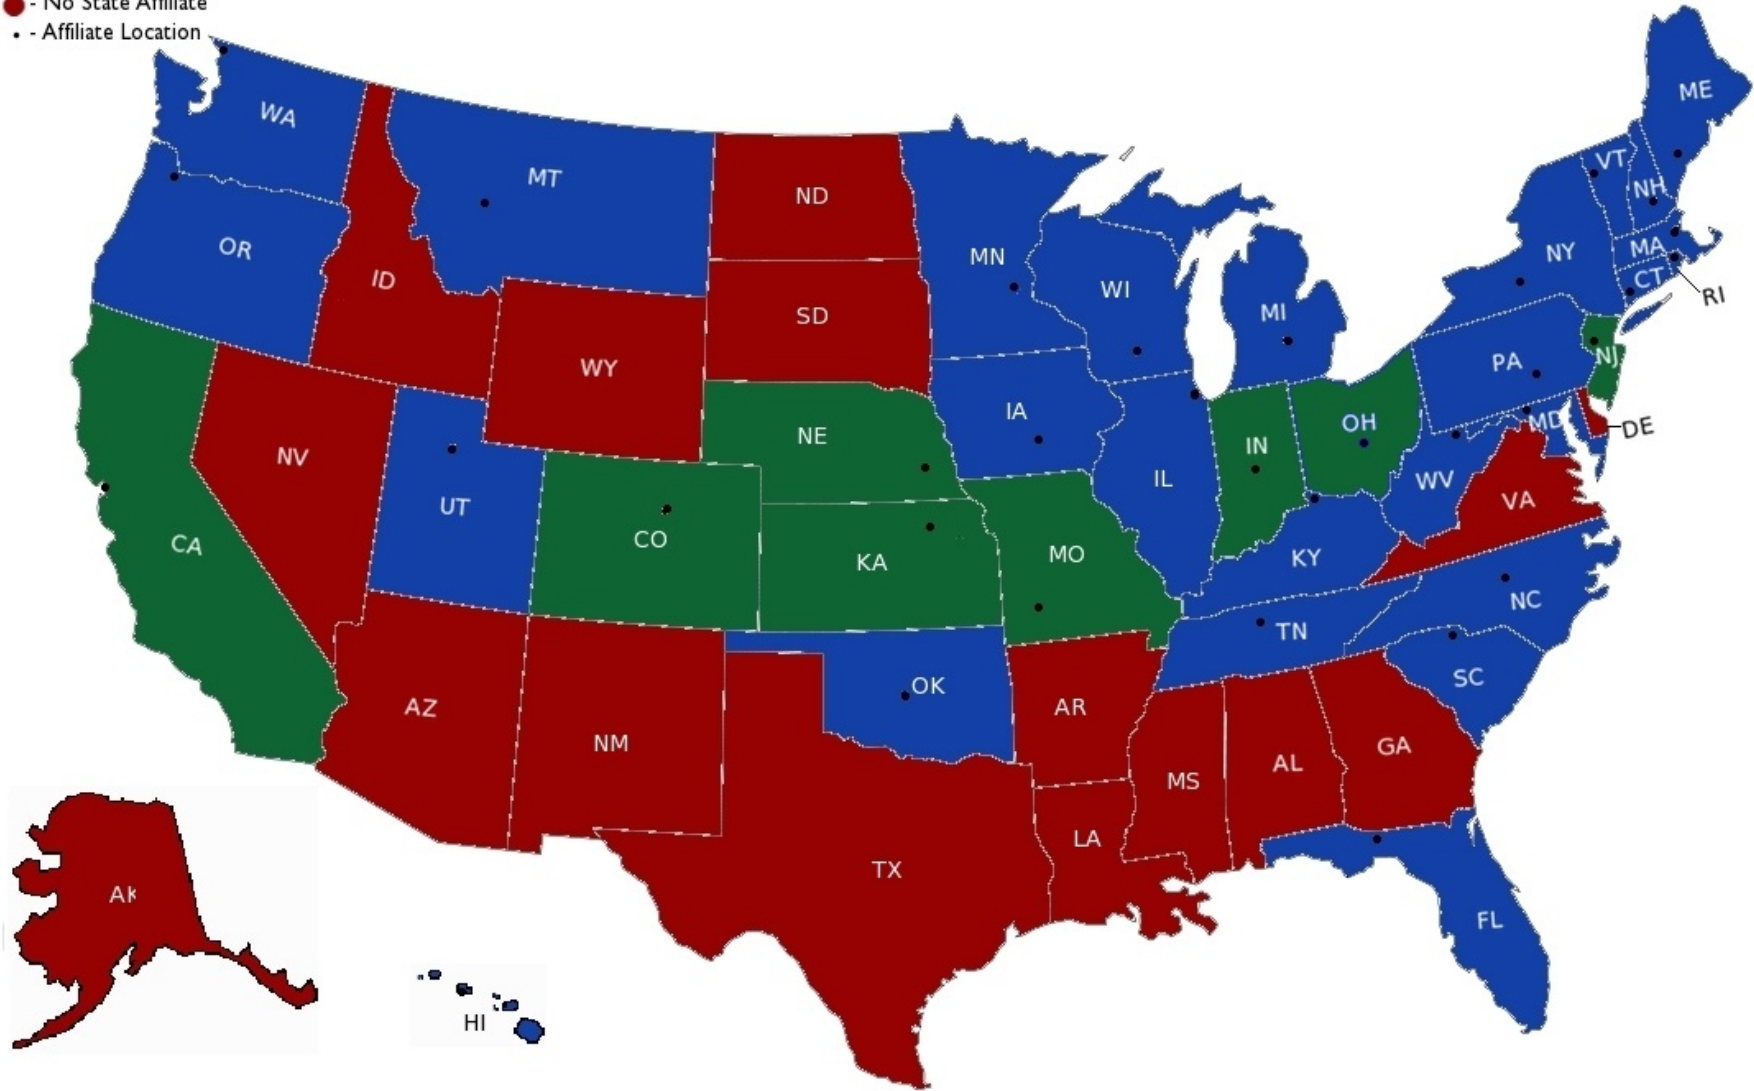 - No State Affiliate
- Affiliate Location
WA
ME
VT
MT
NH
ND
OR
MN
NY
MA
ID
CT
WI
RI
SD
MI
PA
NJ
WY
IA
MD
OH
DE
NE
IN
NV
IL
WV
UT
VA
CO
CA
MO
KY
KA
NC
TN
SC
OK
AZ
AR
NM
GA
AL
MS
LA
TX
AK
FL
HI